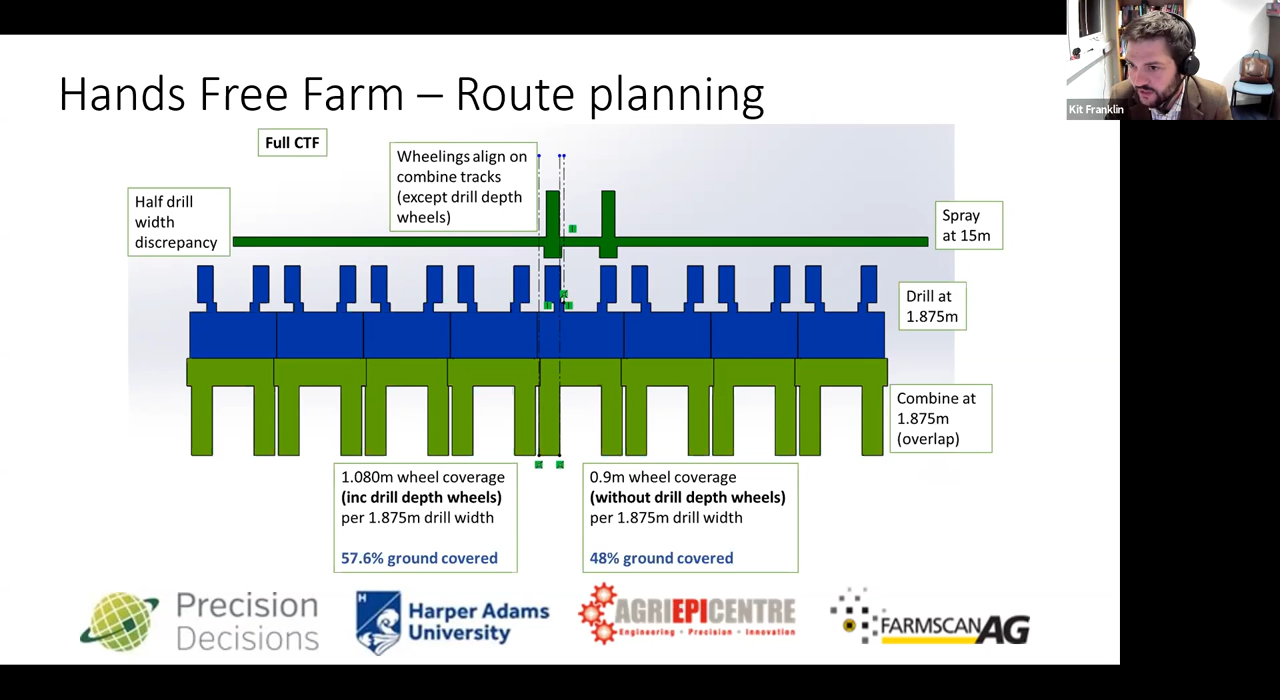 Hands Free Farm – Route planning
Kit Franklin
Full CTF
Wheelings align on
combine tracks
(except drill depth
wheels)
Half drill
width
discrepancy
Spray
at 15m
Drill at
1.875m
Combine at
1.875m
(overlap)
1.080m wheel coverage
(inc drill depth wheels)
per 1.875m drill width
57.6% ground covered
0.9m wheel coverage
(without drill depth wheels)
per 1.875m drill width
48% ground covered
Precision
Decisions
H
Harper Adams
University
AGRIEPICENTRE
Engineering - Precision - Innovation
FARMSCANAG